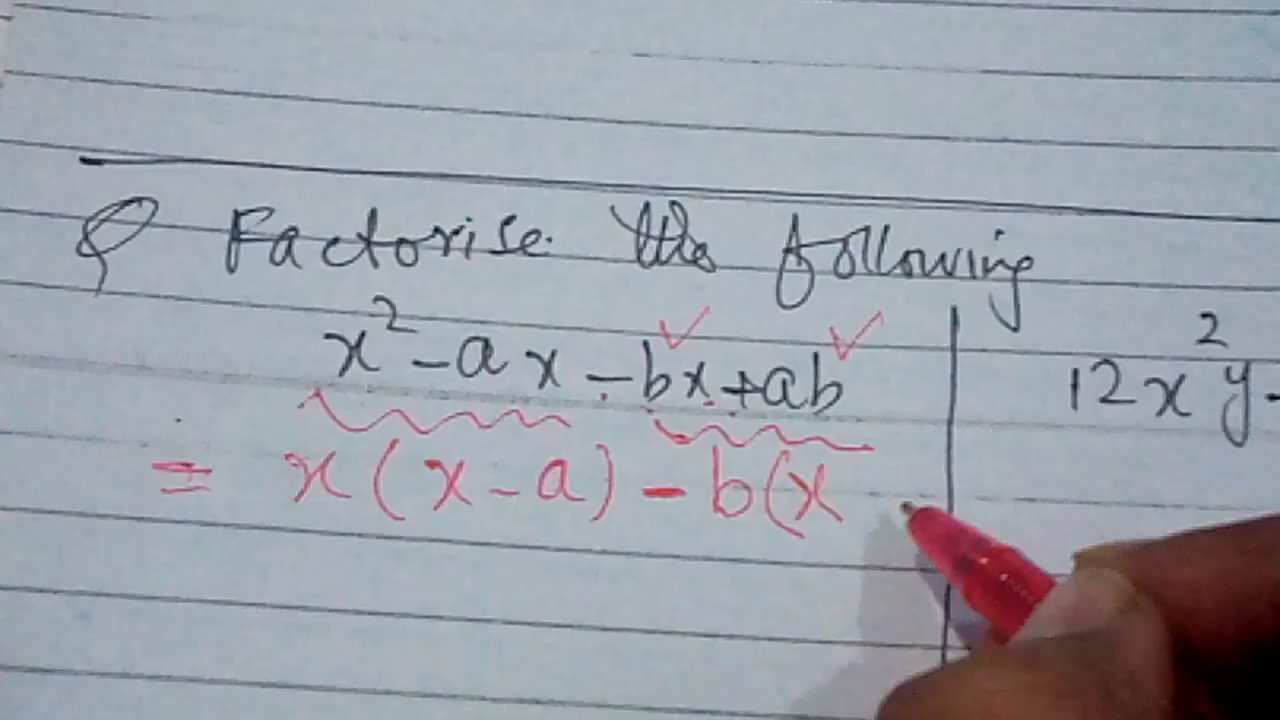 Q Factorise the following
x² - ax - bx + ab
12x²y -
= x(x - a) - b(x